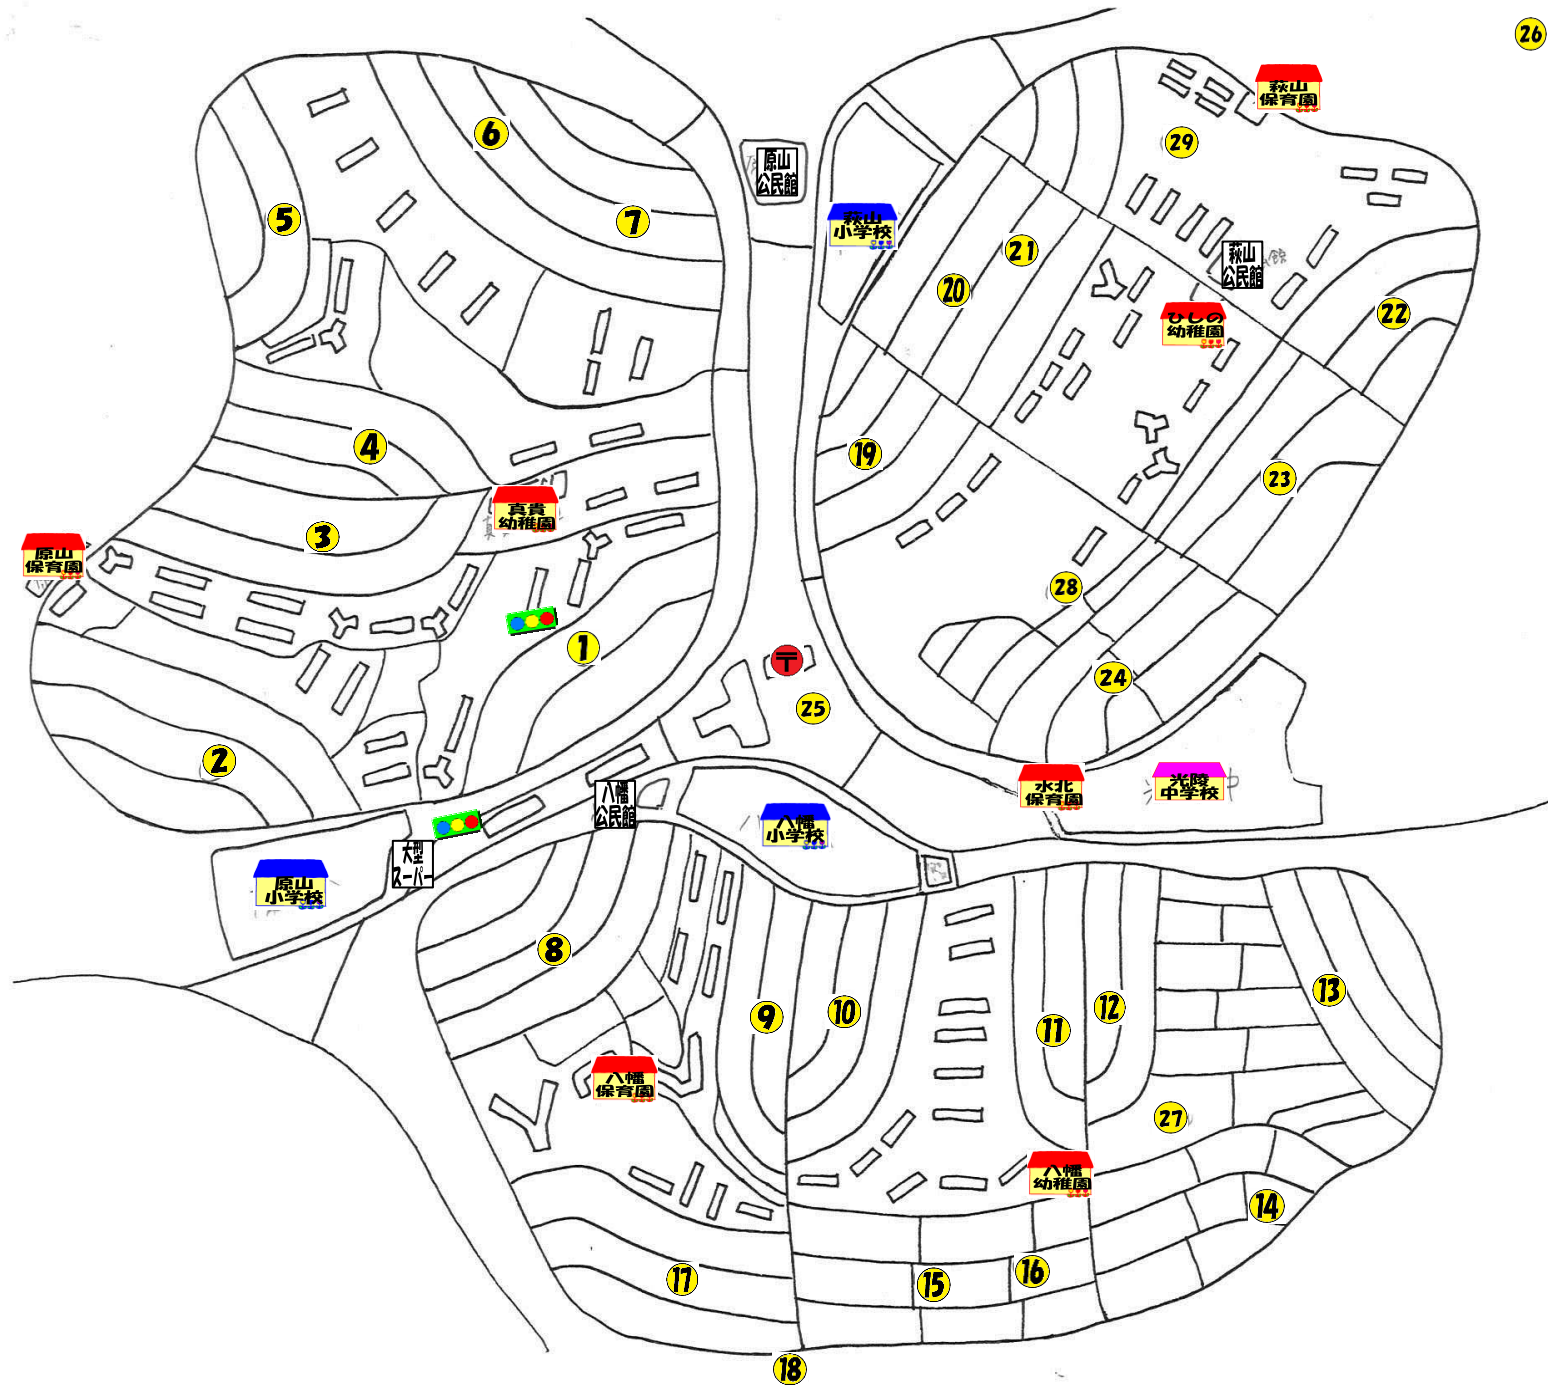 26
萩山
保育園
6
29
原山
公民館
5
7
萩山
小学校
21
萩山
公民館
20
ひしの
幼稚園
22
4
19
23
真貴
幼稚園
3
原山
保育園
28
1
〒
24
25
2
水北
保育園
光陵
中学校
八幡
公民館
八幡
小学校
大型
スーパー
原山
小学校
8
9
10
11
12
13
八幡
保育園
27
八幡
幼稚園
14
17
15
16
18